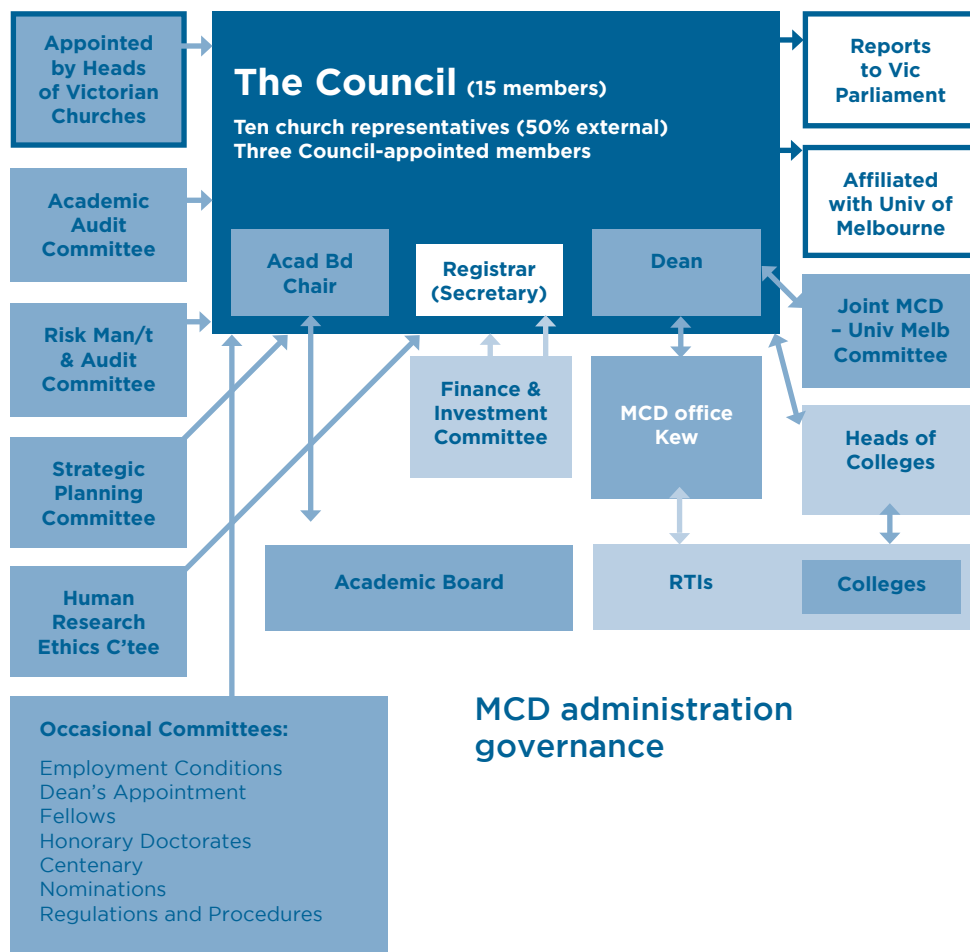 Appointed
by Heads
of Victorian
Churches
The Council (15 members)
Ten church representatives (50% external)
Three Council-appointed members
Reports
to Vic
Parliament
Affiliated
with Univ of
Melbourne
Academic
Audit
Committee
Acad Bd
Chair
Registrar
(Secretary)
Dean
Joint MCD
– Univ Melb
Committee
Risk Man/t
& Audit
Committee
Finance &
Investment
Committee
MCD office
Kew
Heads of
Colleges
Strategic
Planning
Committee
Academic Board
RTIs
Colleges
Human
Research
Ethics C’tee
MCD administration
governance
Occasional Committees:
Employment Conditions
Dean’s Appointment
Fellows
Honorary Doctorates
Centenary
Nominations
Regulations and Procedures